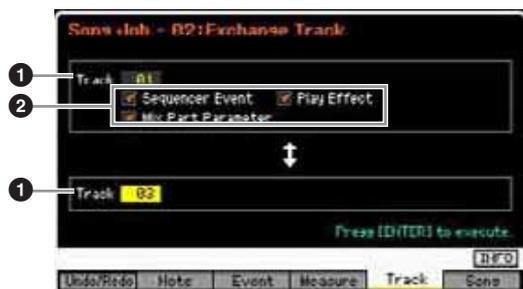 Song Job - 02:Exchange Track
1 Track 01
2 Sequencer Event Play Effect
Mix Part Parameter
1 Track 03
Press [ENTER] to execute.
INFO
Undo/Redo Note Event Measure Track Song